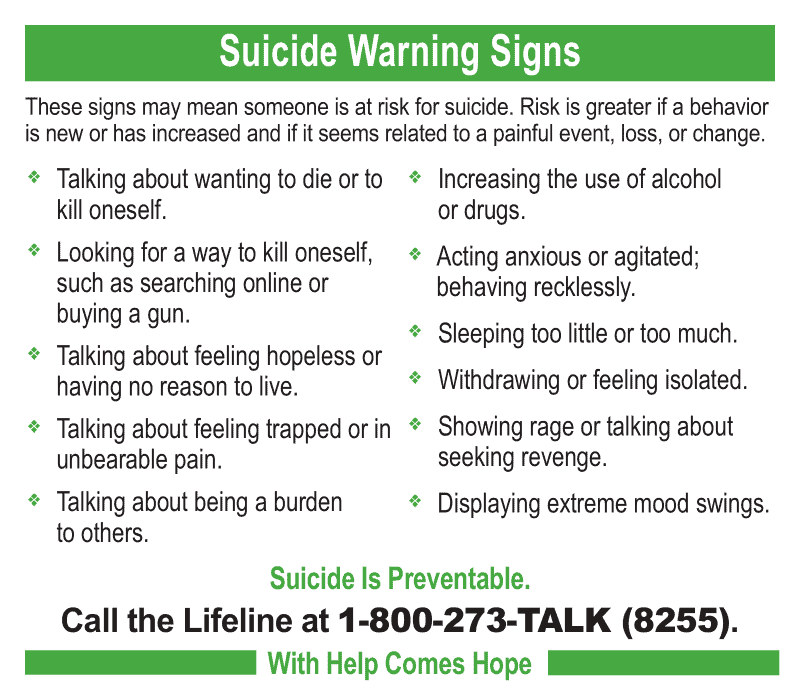 Suicide Warning Signs
These signs may mean someone is at risk for suicide. Risk is greater if a behavior
is new or has increased and if it seems related to a painful event, loss, or change.
Talking about wanting to die or to
kill oneself.
Looking for a way to kill oneself,
such as searching online or
buying a gun.
Talking about feeling hopeless or
having no reason to live.
Talking about feeling trapped or in
unbearable pain.
Talking about being a burden
to others.
Increasing the use of alcohol
or drugs.
Acting anxious or agitated;
behaving recklessly.
Sleeping too little or too much.
Withdrawing or feeling isolated.
Showing rage or talking about
seeking revenge.
Displaying extreme mood swings.
Suicide Is Preventable.
Call the Lifeline at 1-800-273-TALK (8255).
With Help Comes Hope